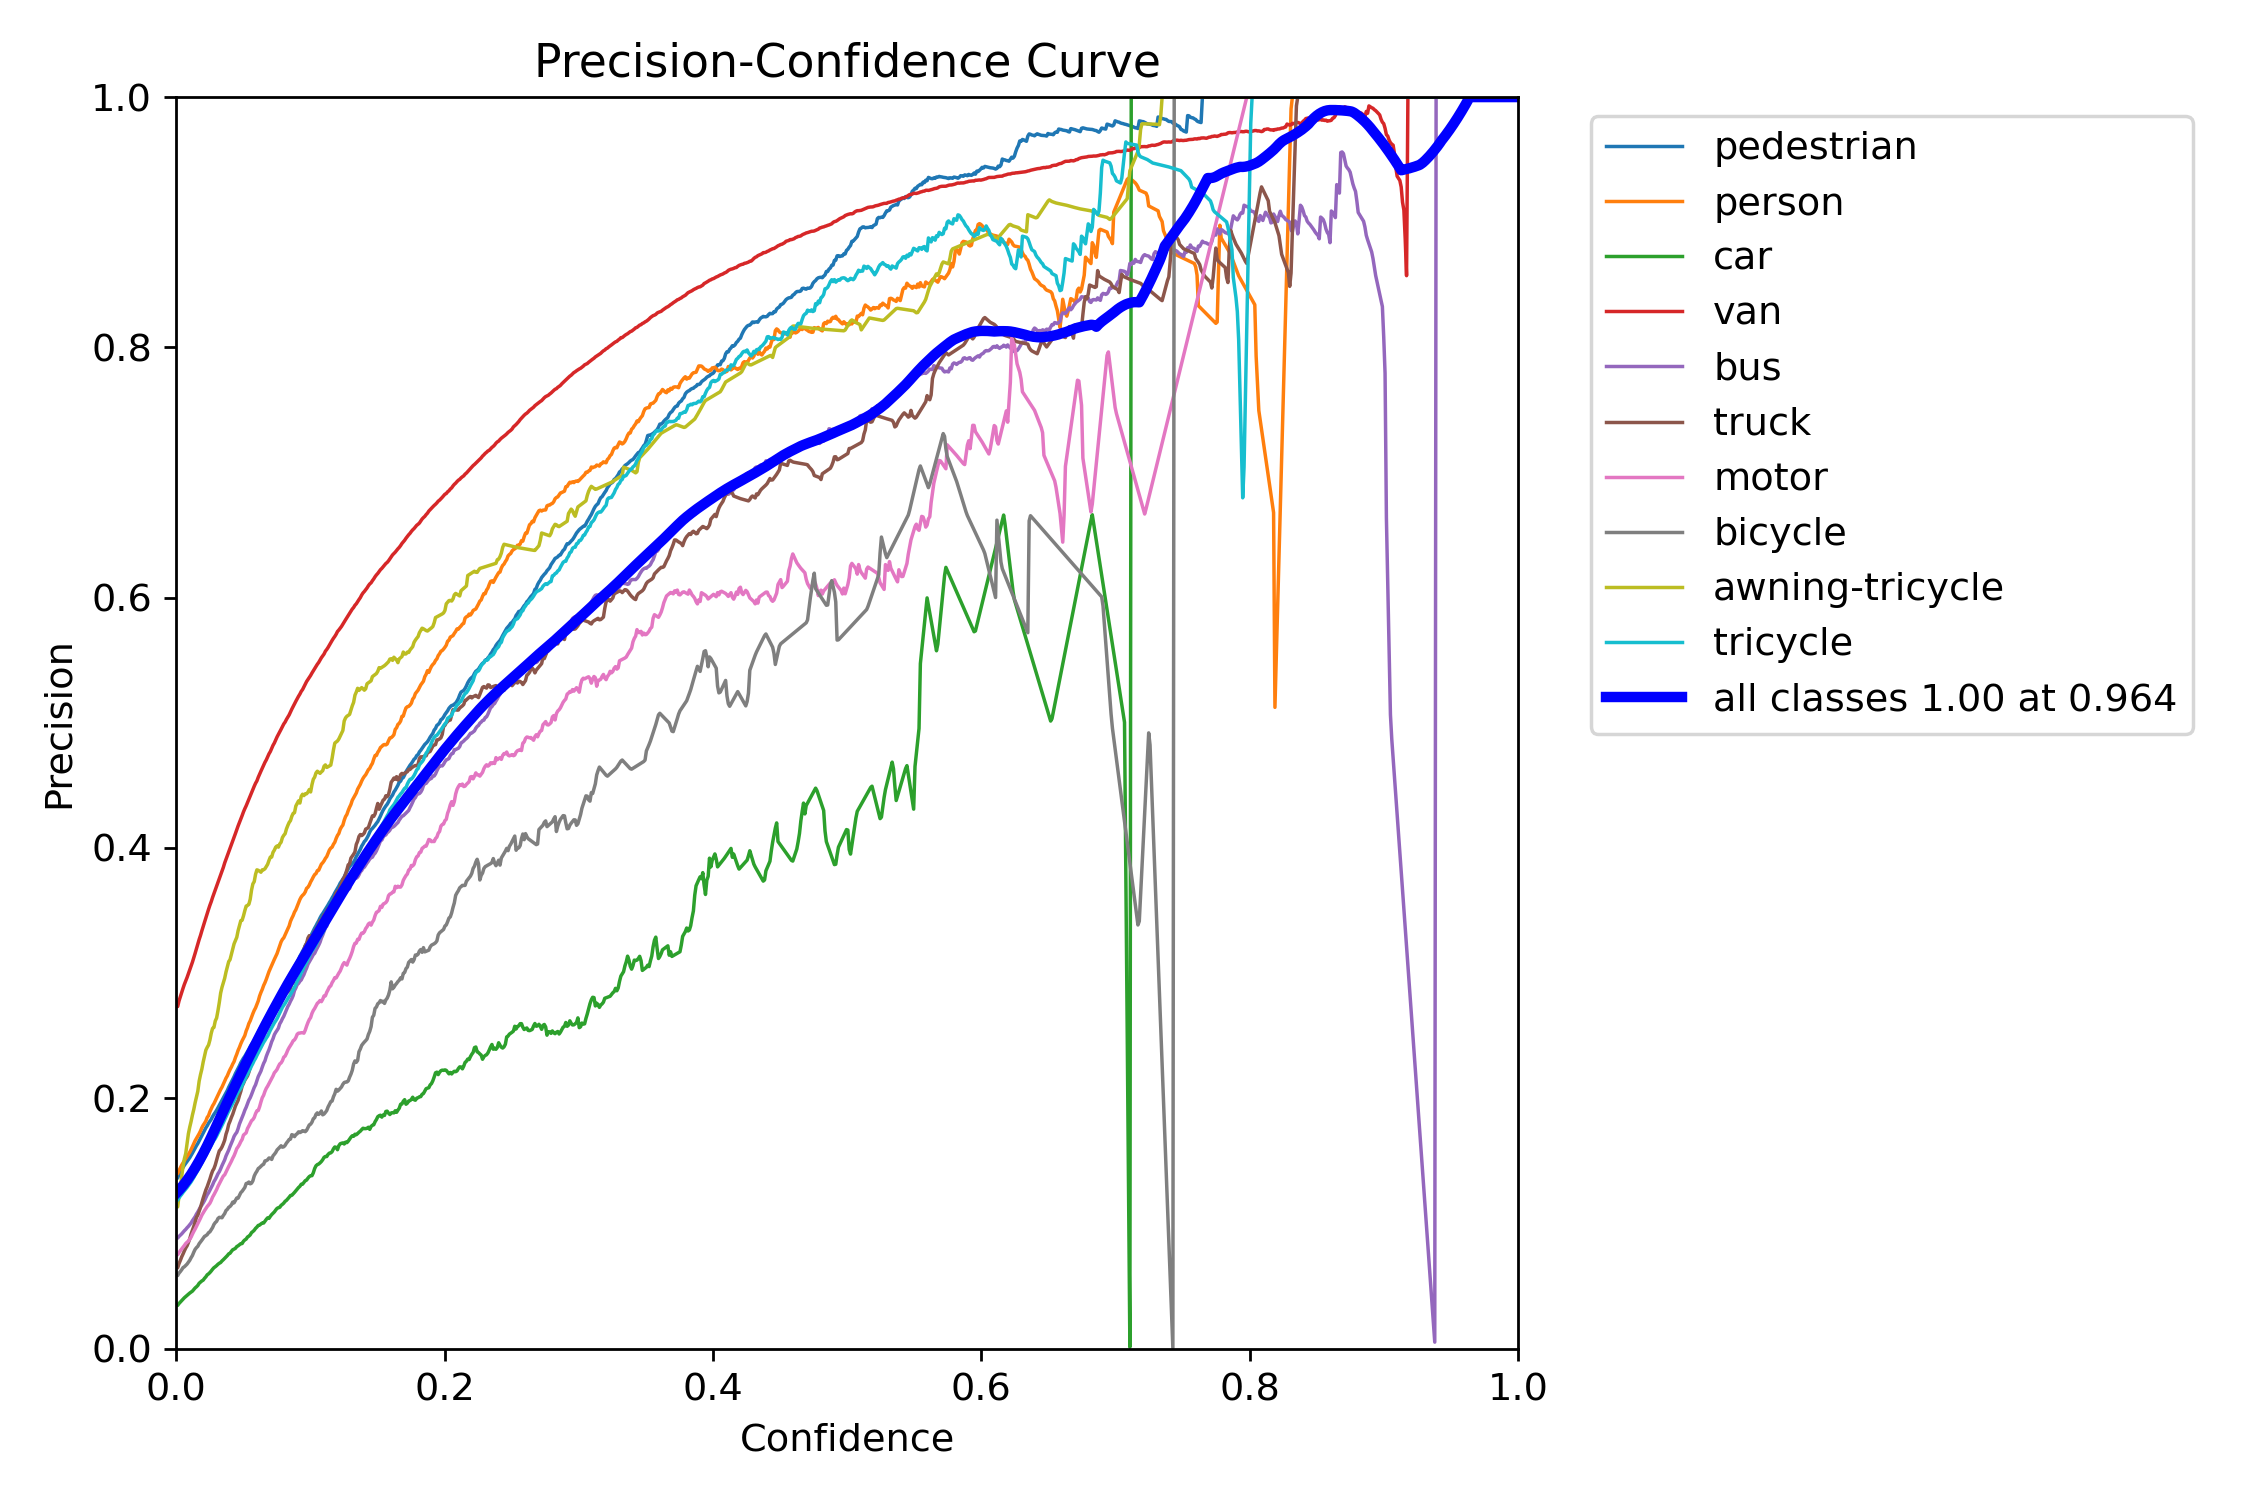 Precision-Confidence Curve
1.0
0.8
0.6
0.4
0.2
0.0
Precision
0.0 0.2 0.4 0.6 0.8 1.0
Confidence
pedestrian
person
car
van
bus
truck
motor
bicycle
awning-tricycle
tricycle
all classes 1.00 at 0.964